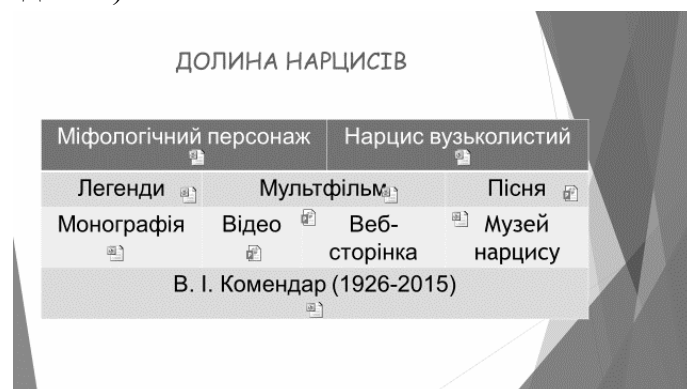 ДОЛИНА НАРЦИСІВ
Міфологічний персонаж Нарцис вузьколистий
Легенди Мультфільм Пісня
Монографія Відео Веб- Музей
сторінка нарцису
В. І. Комендар (1926-2015)